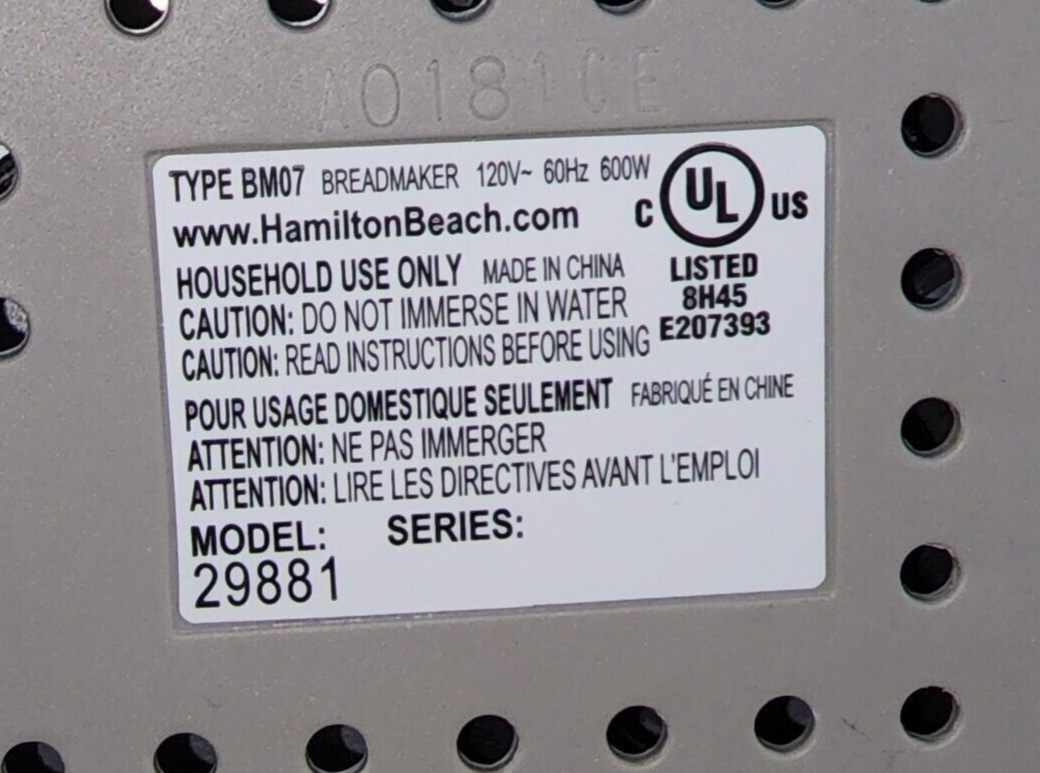 A0181CE
TYPE BM07 BREADMAKER 120V~ 60Hz 600W
www.HamiltonBeach.com
C UL US
HOUSEHOLD USE ONLY MADE IN CHINA
LISTED
8H45
E207393
CAUTION: DO NOT IMMERSE IN WATER
CAUTION: READ INSTRUCTIONS BEFORE USING
POUR USAGE DOMESTIQUE SEULEMENT FABRIQUÉ EN CHINE
ATTENTION: NE PAS IMMERGER
ATTENTION: LIRE LES DIRECTIVES AVANT L'EMPLOI
MODEL: SERIES:
29881